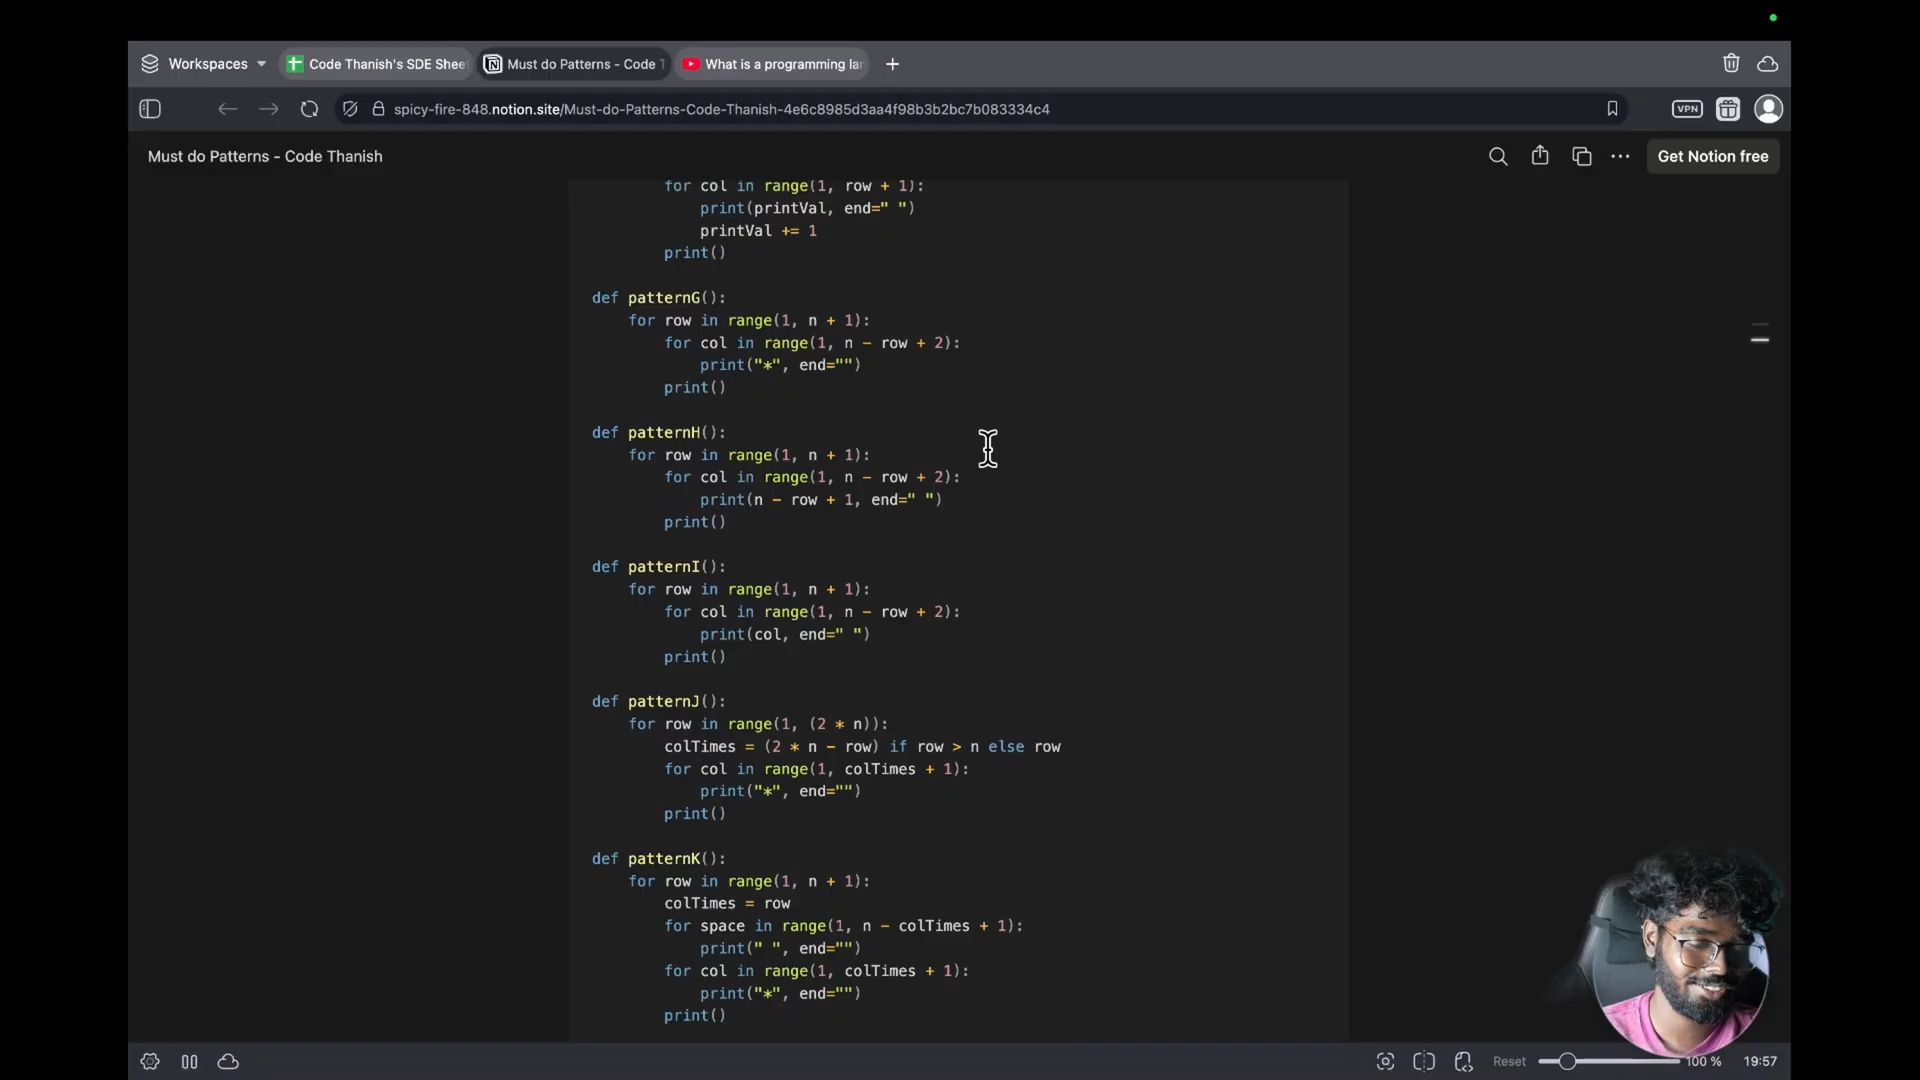 Workspaces
Code Thanish's SDE Shee
Must do Patterns - Code T
What is a programming lan
spicy-fire-848.notion.site/Must-do-Patterns-Code-Thanish-4e6c8985d3aa4f98b3b2bc7b083334c4
VPN
Must do Patterns - Code Thanish
Get Notion free
for col in range(1, row + 1):
print(printVal, end=" ")
printVal += 1
print()
def patternG():
for row in range(1, n + 1):
for col in range(1, n - row + 2):
print("*", end="")
print()
def patternH():
for row in range(1, n + 1):
for col in range(1, n - row + 2):
print(n - row + 1, end=" ")
print()
def patternI():
for row in range(1, n + 1):
for col in range(1, n - row + 2):
print(col, end=" ")
print()
def patternJ():
for row in range(1, (2 * n)):
colTimes = (2 * n - row) if row > n else row
for col in range(1, colTimes + 1):
print("*", end="")
print()
def patternK():
for row in range(1, n + 1):
colTimes = row
for space in range(1, n - colTimes + 1):
print(" ", end="")
for col in range(1, colTimes + 1):
print("*", end="")
print()
Reset
100 %
19:57